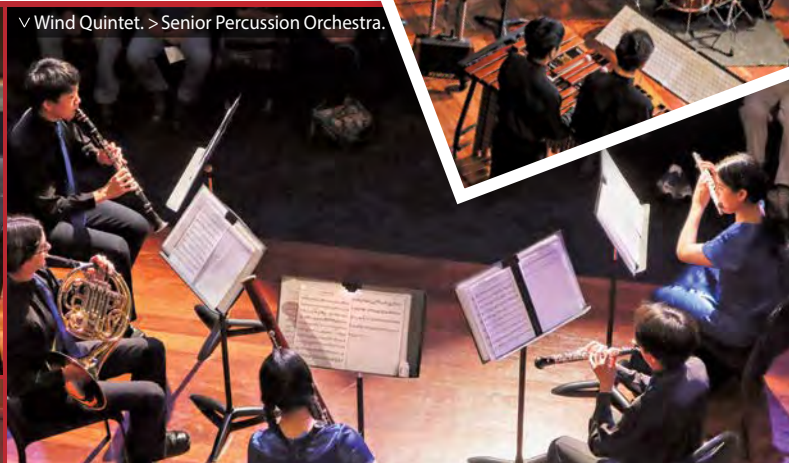 ∨ Wind Quintet. > Senior Percussion Orchestra.